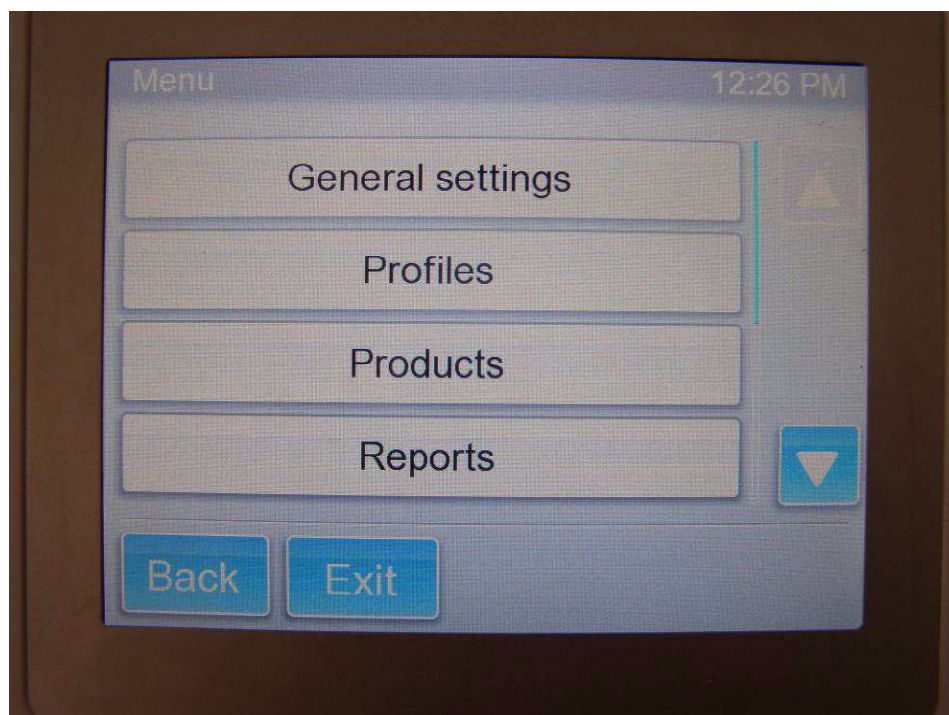 Menu 12:26 PM
General settings
Profiles
Products
Reports
Back Exit